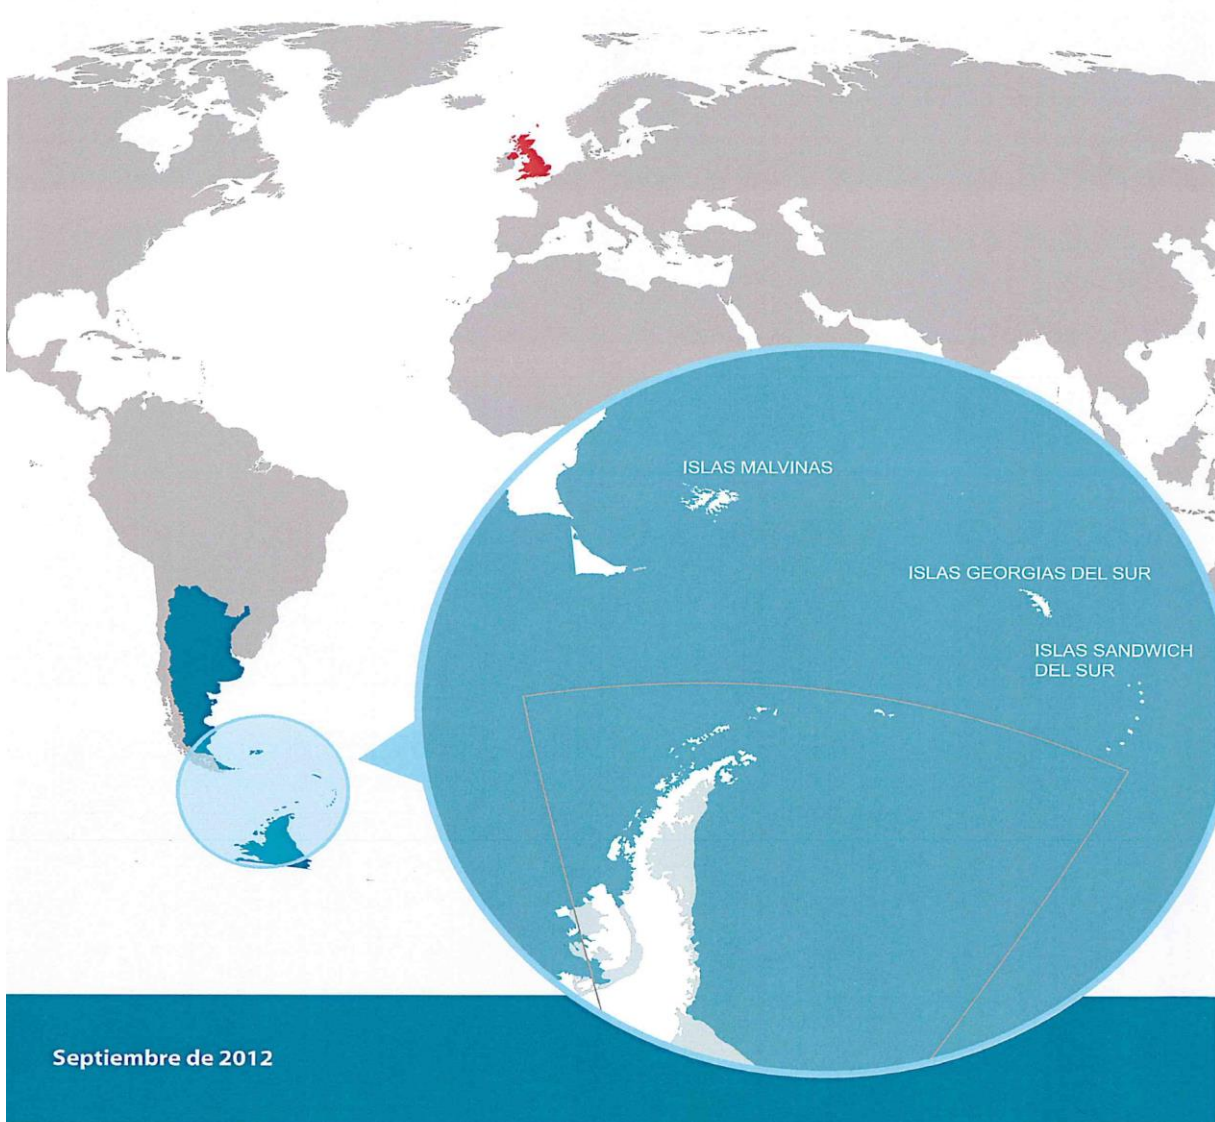 ISLAS MALVINAS
ISLAS GEORGIAS DEL SUR
ISLAS SANDWICH
DEL SUR
Septiembre de 2012